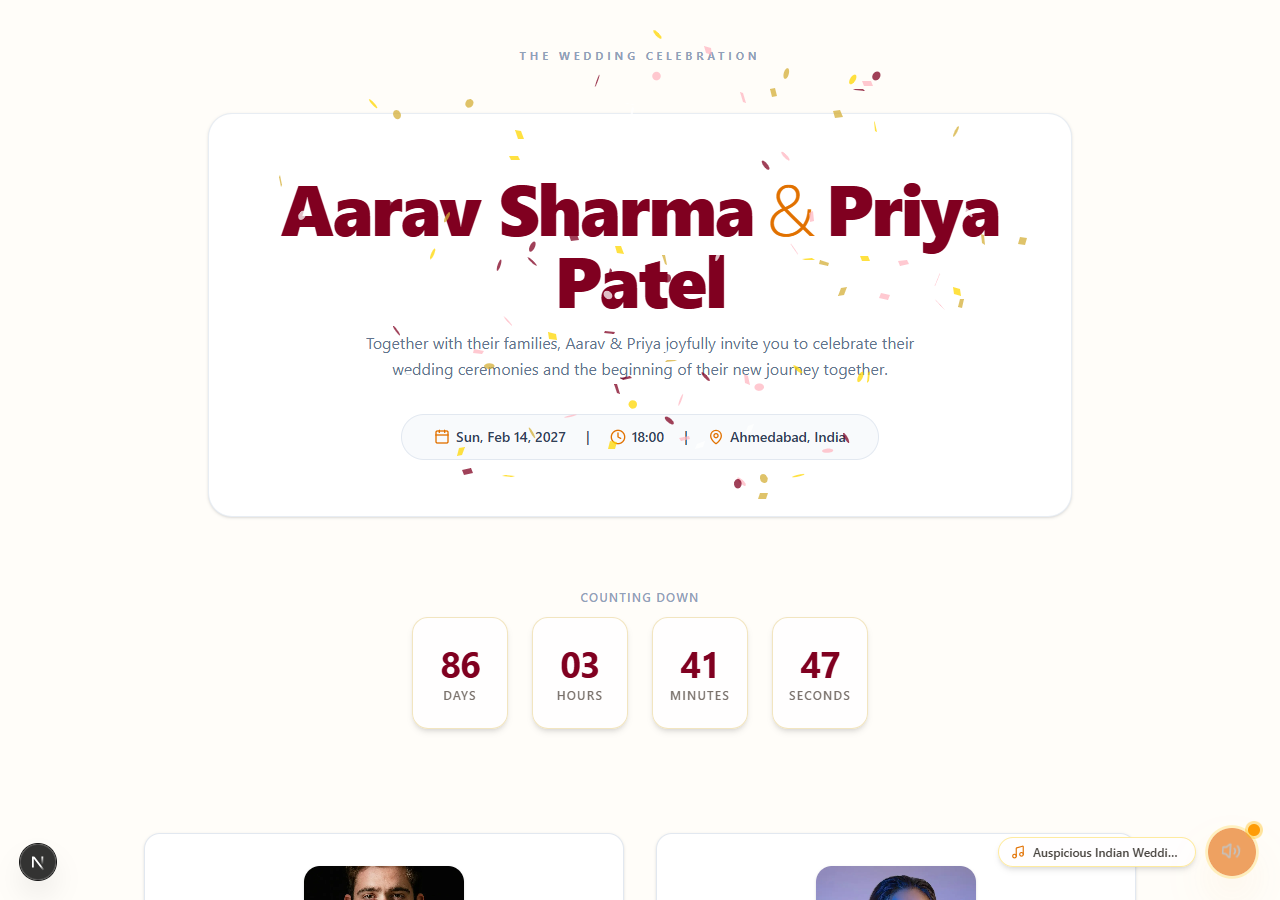 THE WEDDING CELEBRATION
Aarav Sharma & Priya
Patel
Together with their families, Aarav & Priya joyfully invite you to celebrate their
wedding ceremonies and the beginning of their new journey together.
Sun, Feb 14, 2027 | 18:00 | Ahmedabad, India
COUNTING DOWN
86 03 41 47
DAYS HOURS MINUTES SECONDS
N
Auspicious Indian Weddi...